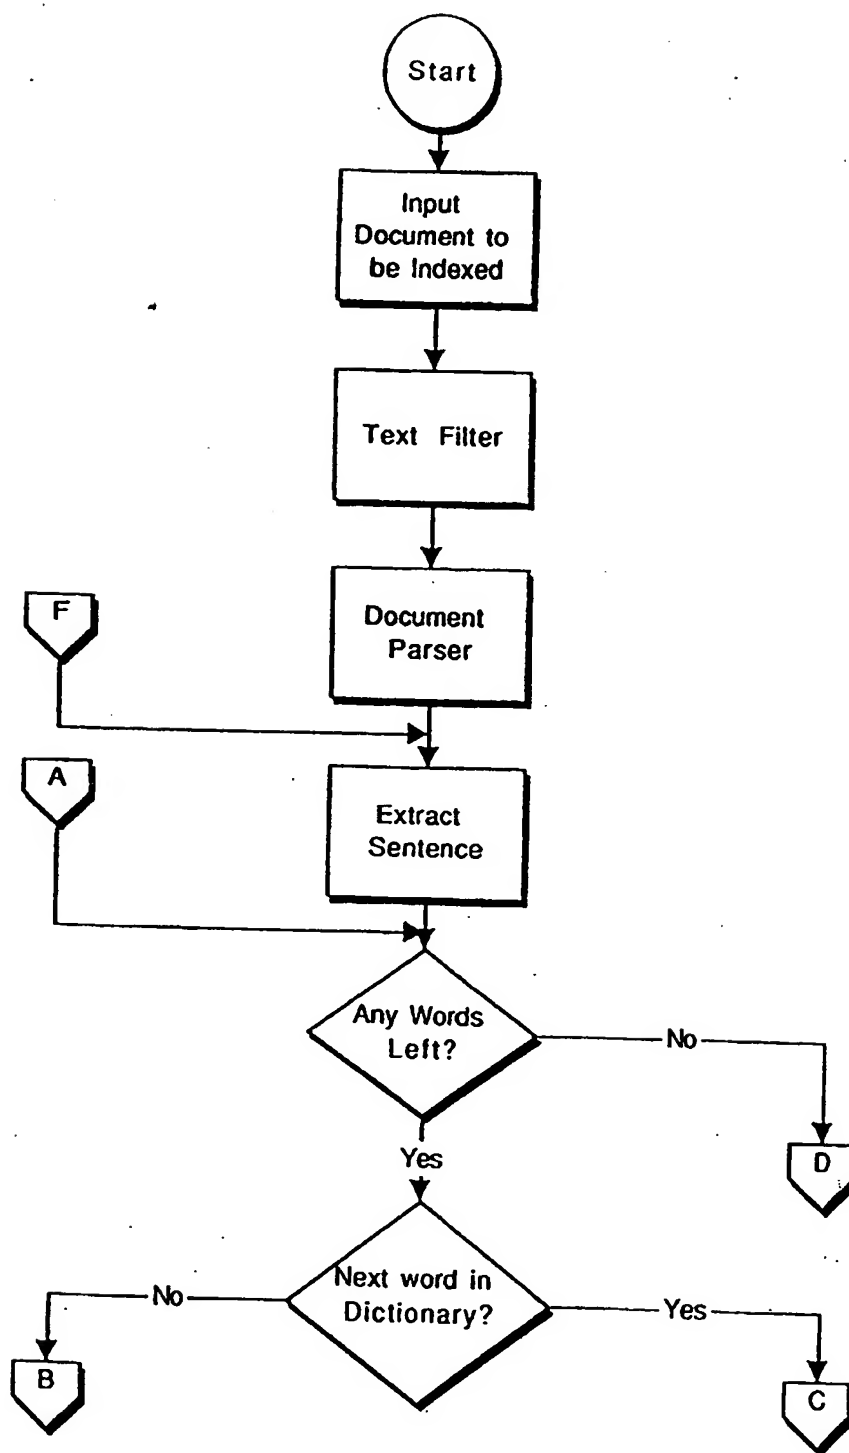 Start
Input
Document to
be Indexed
Text Filter
Document
Parser
F
A
Extract
Sentence
Any Words
Left?
No
Yes
D
Next word in
Dictionary?
No
Yes
B
C